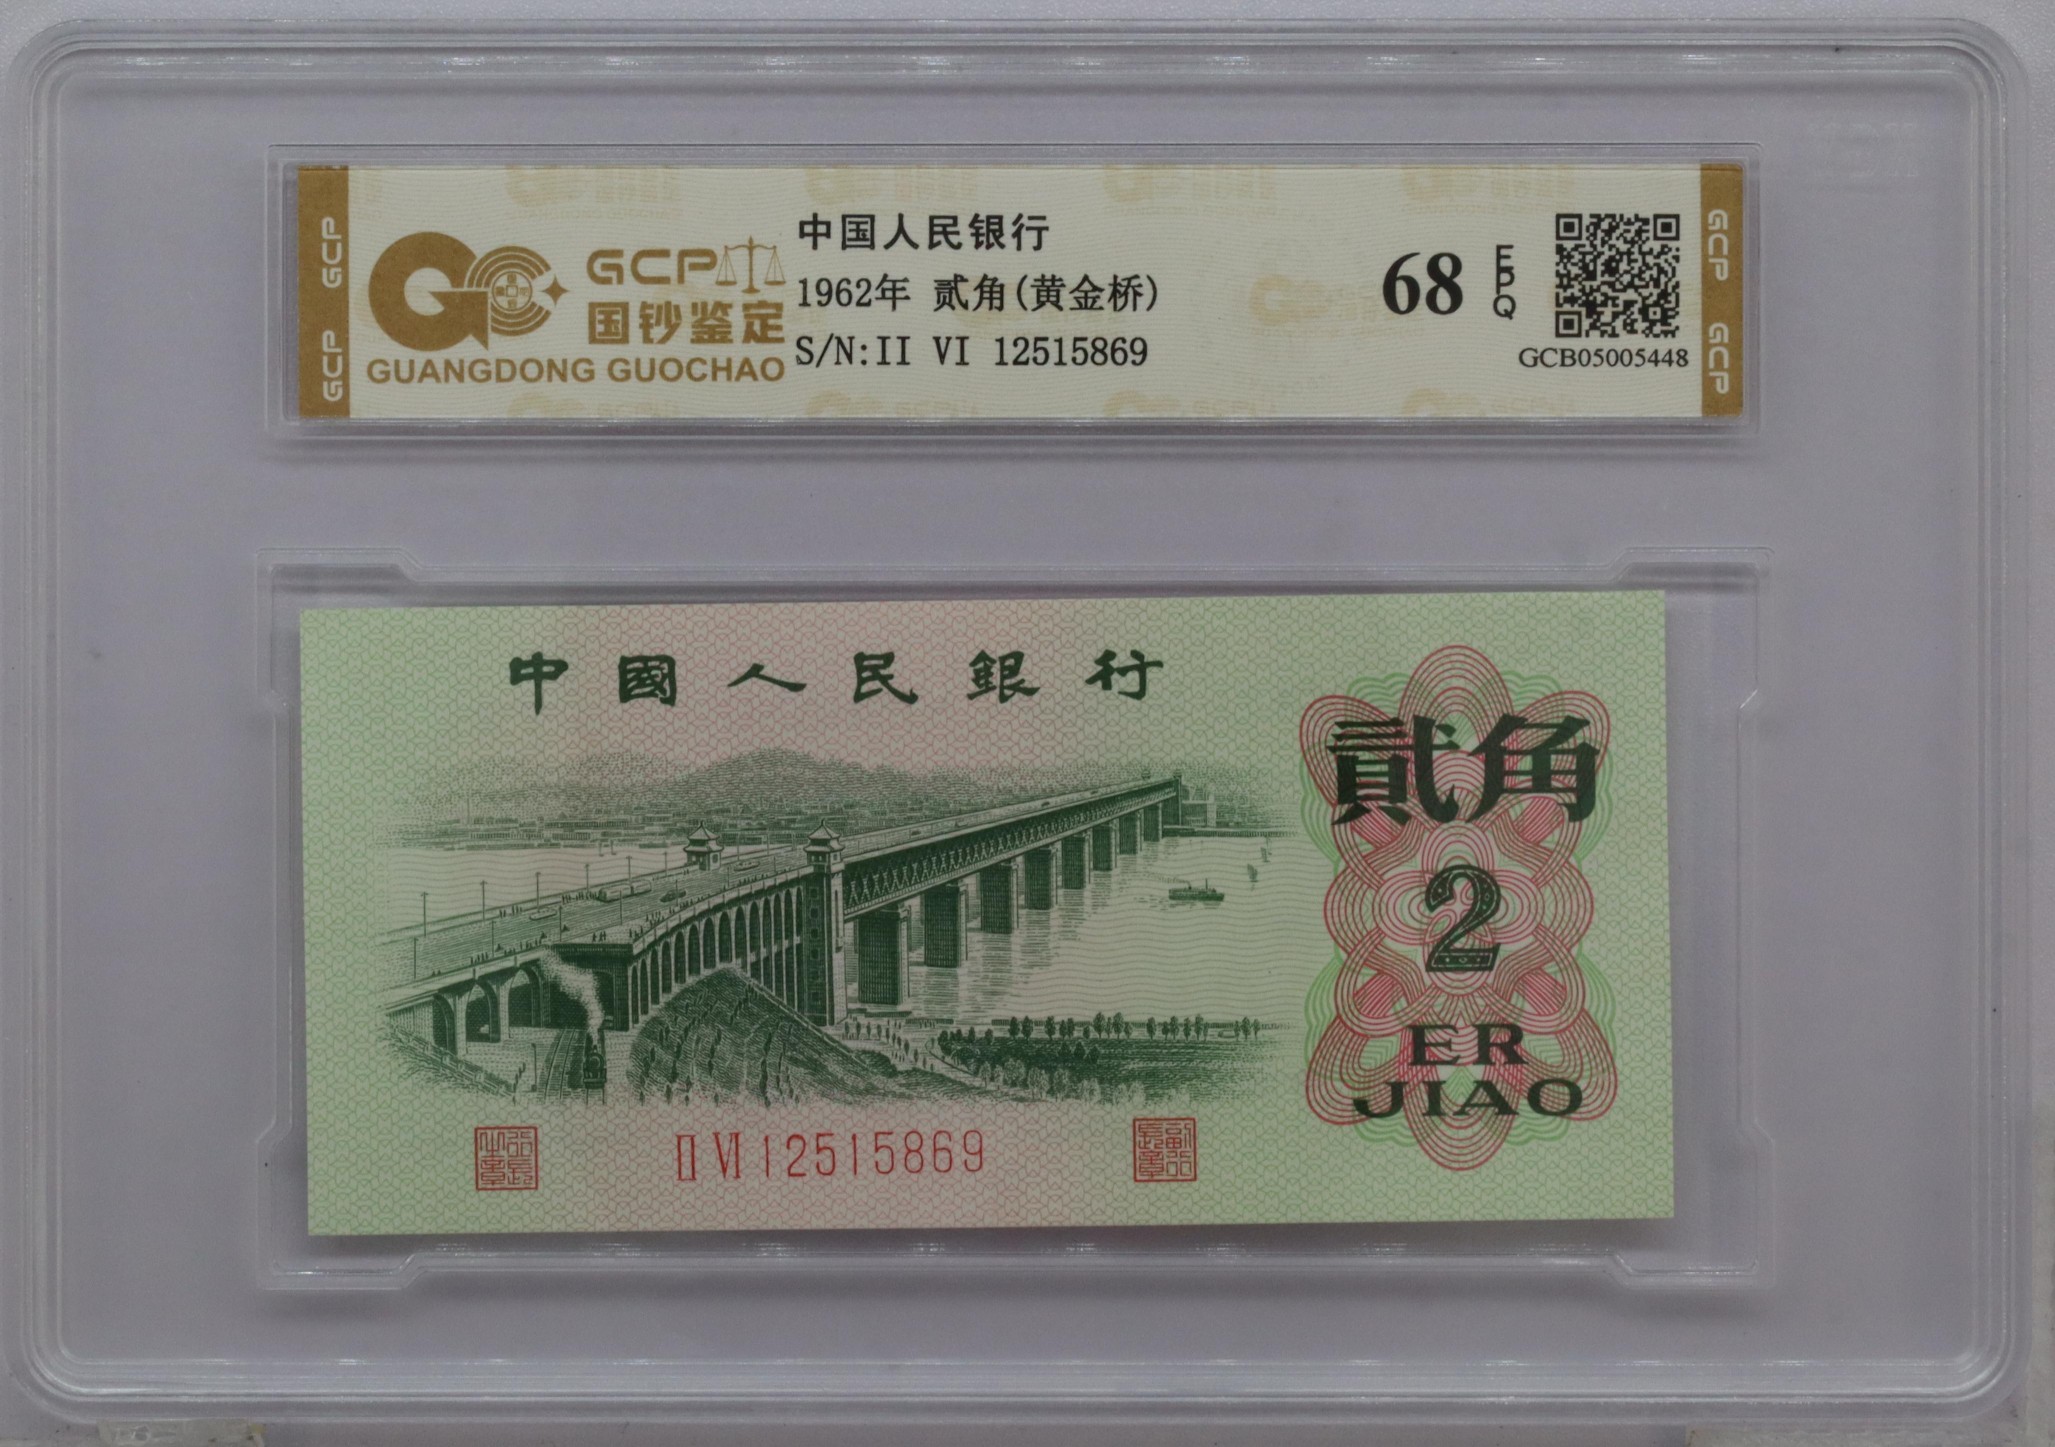 GCP
GCP
GCP
国钞鉴定
GUANGDONG GUOCHAO
中国人民银行
1962年 贰角(黄金桥)
S/N:II VI 12515869
68
EPQ
GCB05005448
GCP
GCP
中國人民銀行
貳角
2
ER
JIAO
II VI 12515869